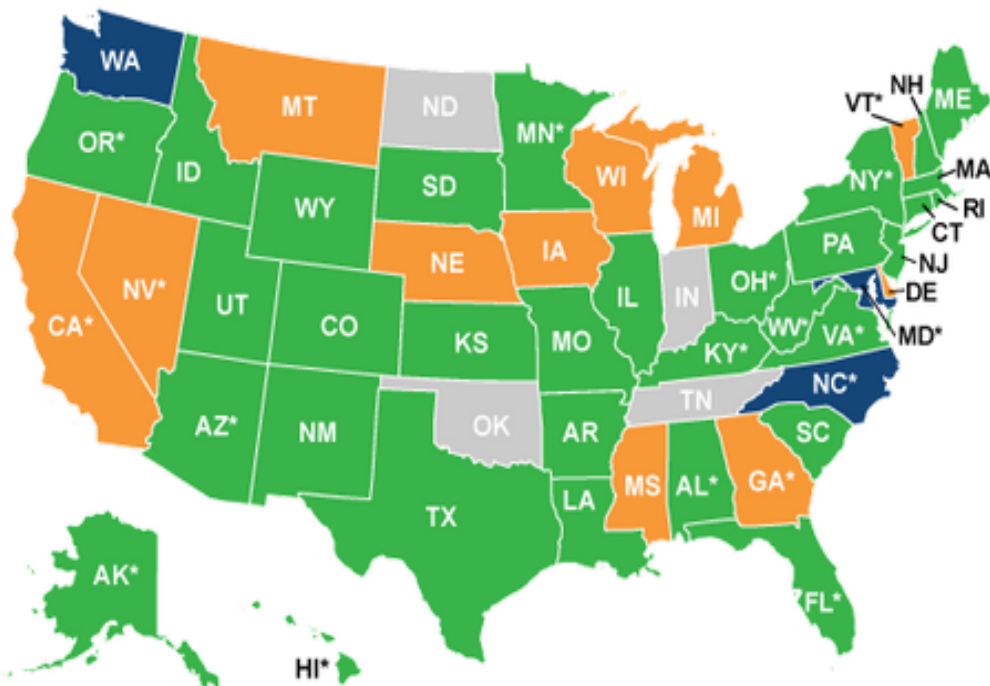 WA
MT
ND
MN*
VT*
NH
ME
OR*
ID
SD
WI
MI
NY*
MA
RI
CT
WY
NE
IA
PA
NJ
NV*
UT
CO
KS
MO
IL
IN
OH*
DE
CA*
WV*
VA*
MD*
KY*
NC*
AZ*
NM
OK
AR
TN
SC
TX
LA
MS
AL*
GA*
AK*
FL*
HI*